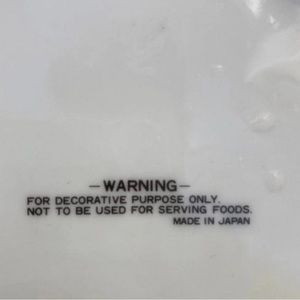 —WARNING—
FOR DECORATIVE PURPOSE ONLY.
NOT TO BE USED FOR SERVING FOODS.
MADE IN JAPAN